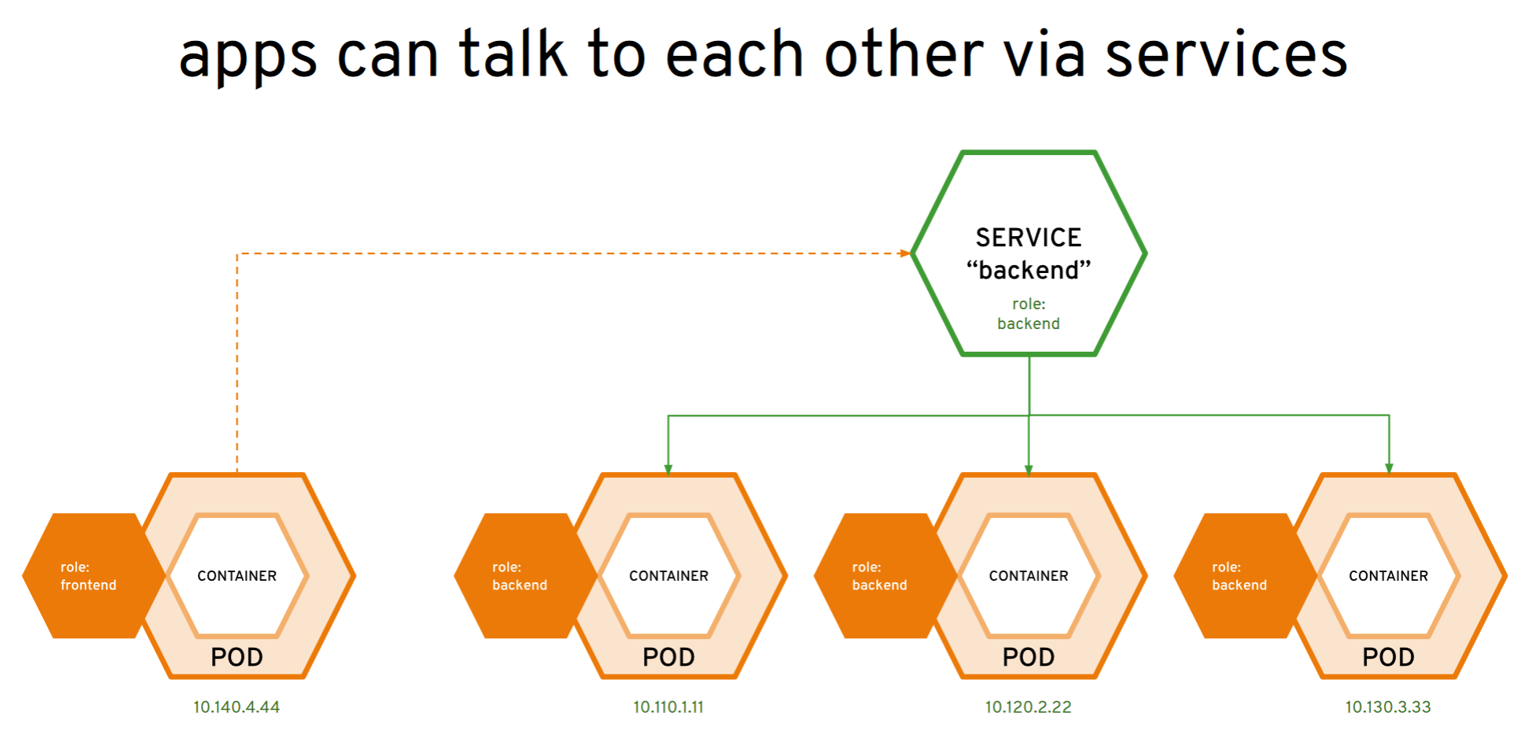 apps can talk to each other via services
SERVICE
“backend”
role:
backend
role:
frontend
CONTAINER
POD
10.140.4.44
role:
backend
CONTAINER
POD
10.110.1.11
role:
backend
CONTAINER
POD
10.120.2.22
role:
backend
CONTAINER
POD
10.130.3.33